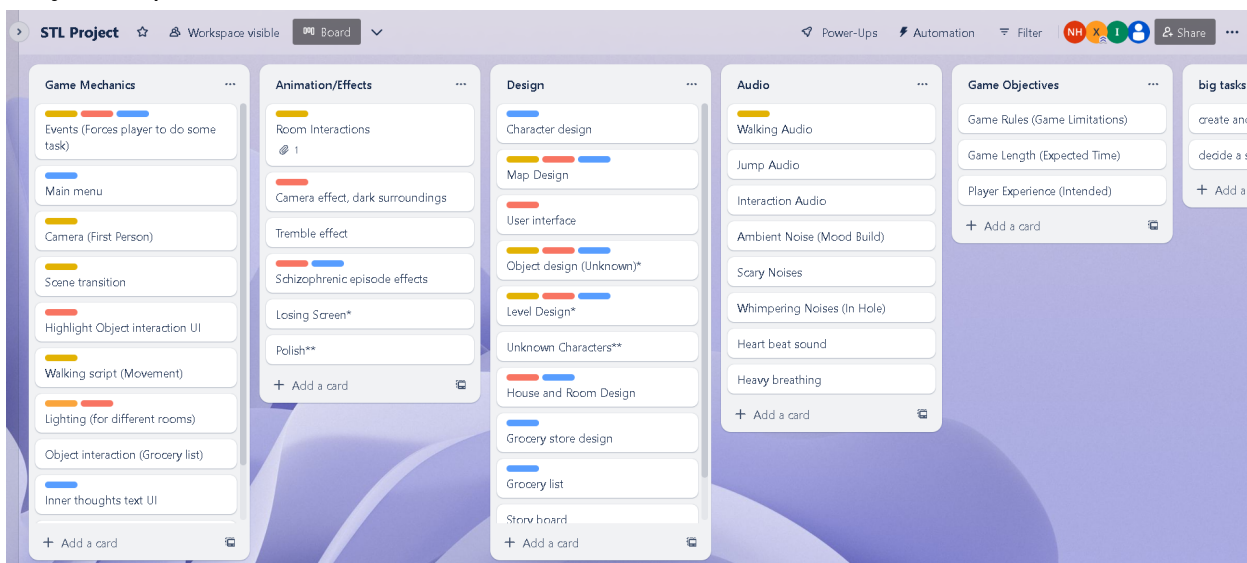 STL Project
Workspace visible
Board
Power-Ups
Automation
Filter
NH
X
I
Share
Game Mechanics
Events (Forces player to do some
task)
Main menu
Camera (First Person)
Scene transition
Highlight Object interaction UI
Walking script (Movement)
Lighting (for different rooms)
Object interaction (Grocery list)
Inner thoughts text UI
+ Add a card
Animation/Effects
Room Interactions
1
Camera effect, dark surroundings
Tremble effect
Schizophrenic episode effects
Losing Screen*
Polish**
+ Add a card
Design
Character design
Map Design
User interface
Object design (Unknown)*
Level Design*
Unknown Characters**
House and Room Design
Grocery store design
Grocery list
Story board
+ Add a card
Audio
Walking Audio
Jump Audio
Interaction Audio
Ambient Noise (Mood Build)
Scary Noises
Whimpering Noises (In Hole)
Heart beat sound
Heavy breathing
+ Add a card
Game Objectives
Game Rules (Game Limitations)
Game Length (Expected Time)
Player Experience (Intended)
+ Add a card
big tasks
create and
decide a s
+ Add a